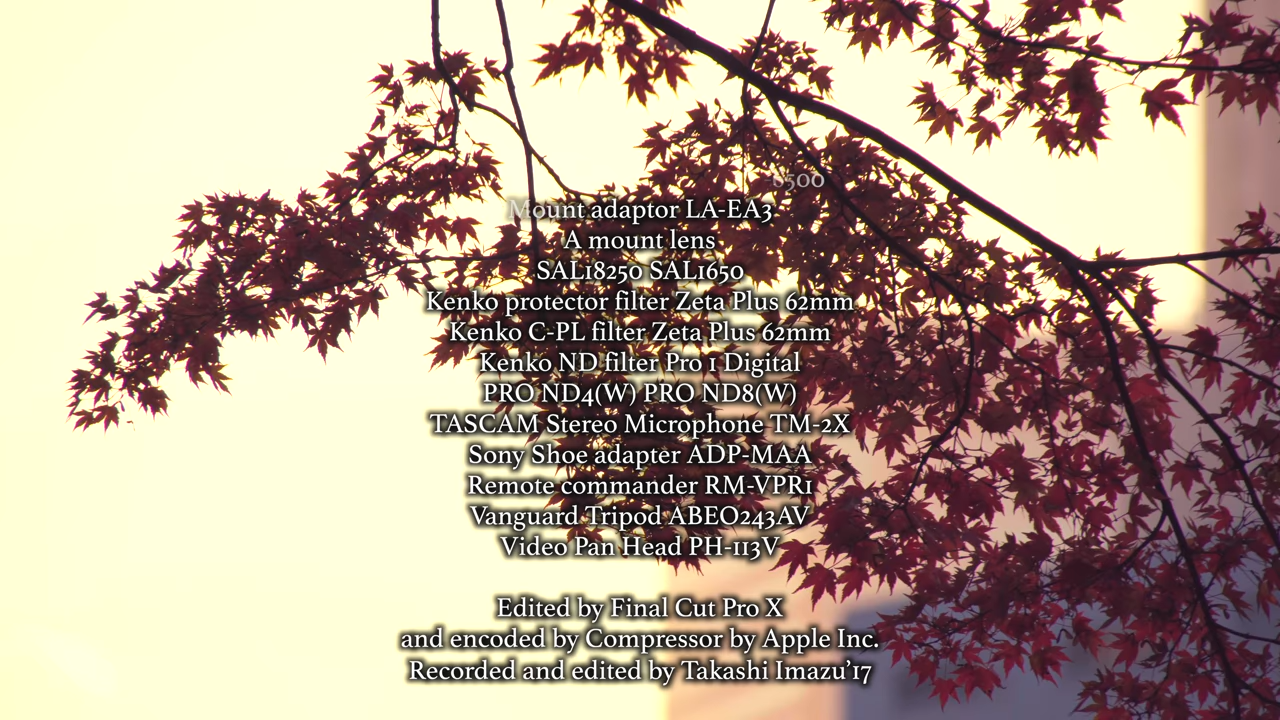 6500
Mount adaptor LA-EA3
A mount lens
SAL18250 SAL1650
Kenko protector filter Zeta Plus 62mm
Kenko C-PL filter Zeta Plus 62mm
Kenko ND filter Pro 1 Digital
PRO ND4(W) PRO ND8(W)
TASCAM Stereo Microphone TM-2X
Sony Shoe adapter ADP-MAA
Remote commander RM-VPR1
Vanguard Tripod ABEO243AV
Video Pan Head PH-113V
Edited by Final Cut Pro X
and encoded by Compressor by Apple Inc.
Recorded and edited by Takashi Imazu’17